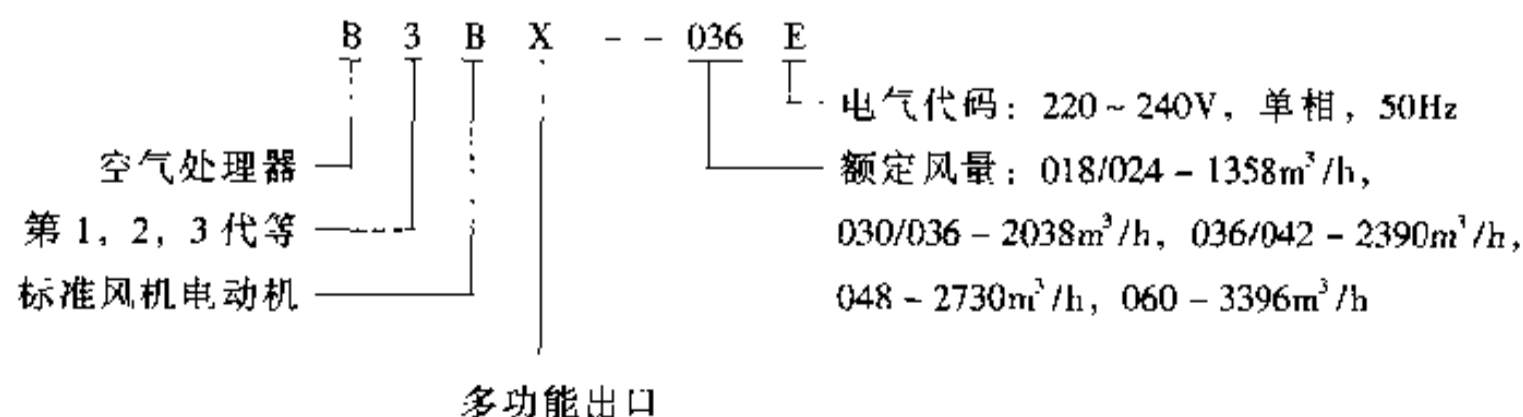 B 3 B X - - 036 E
电气代码：220～240V，单相，50Hz
空气处理器
额定风量：018/024－1358m³/h，
第1，2，3代等
030/036－2038m³/h，036/042－2390m³/h，
标准风机电动机
048－2730m³/h，060－3396m³/h
多功能出口